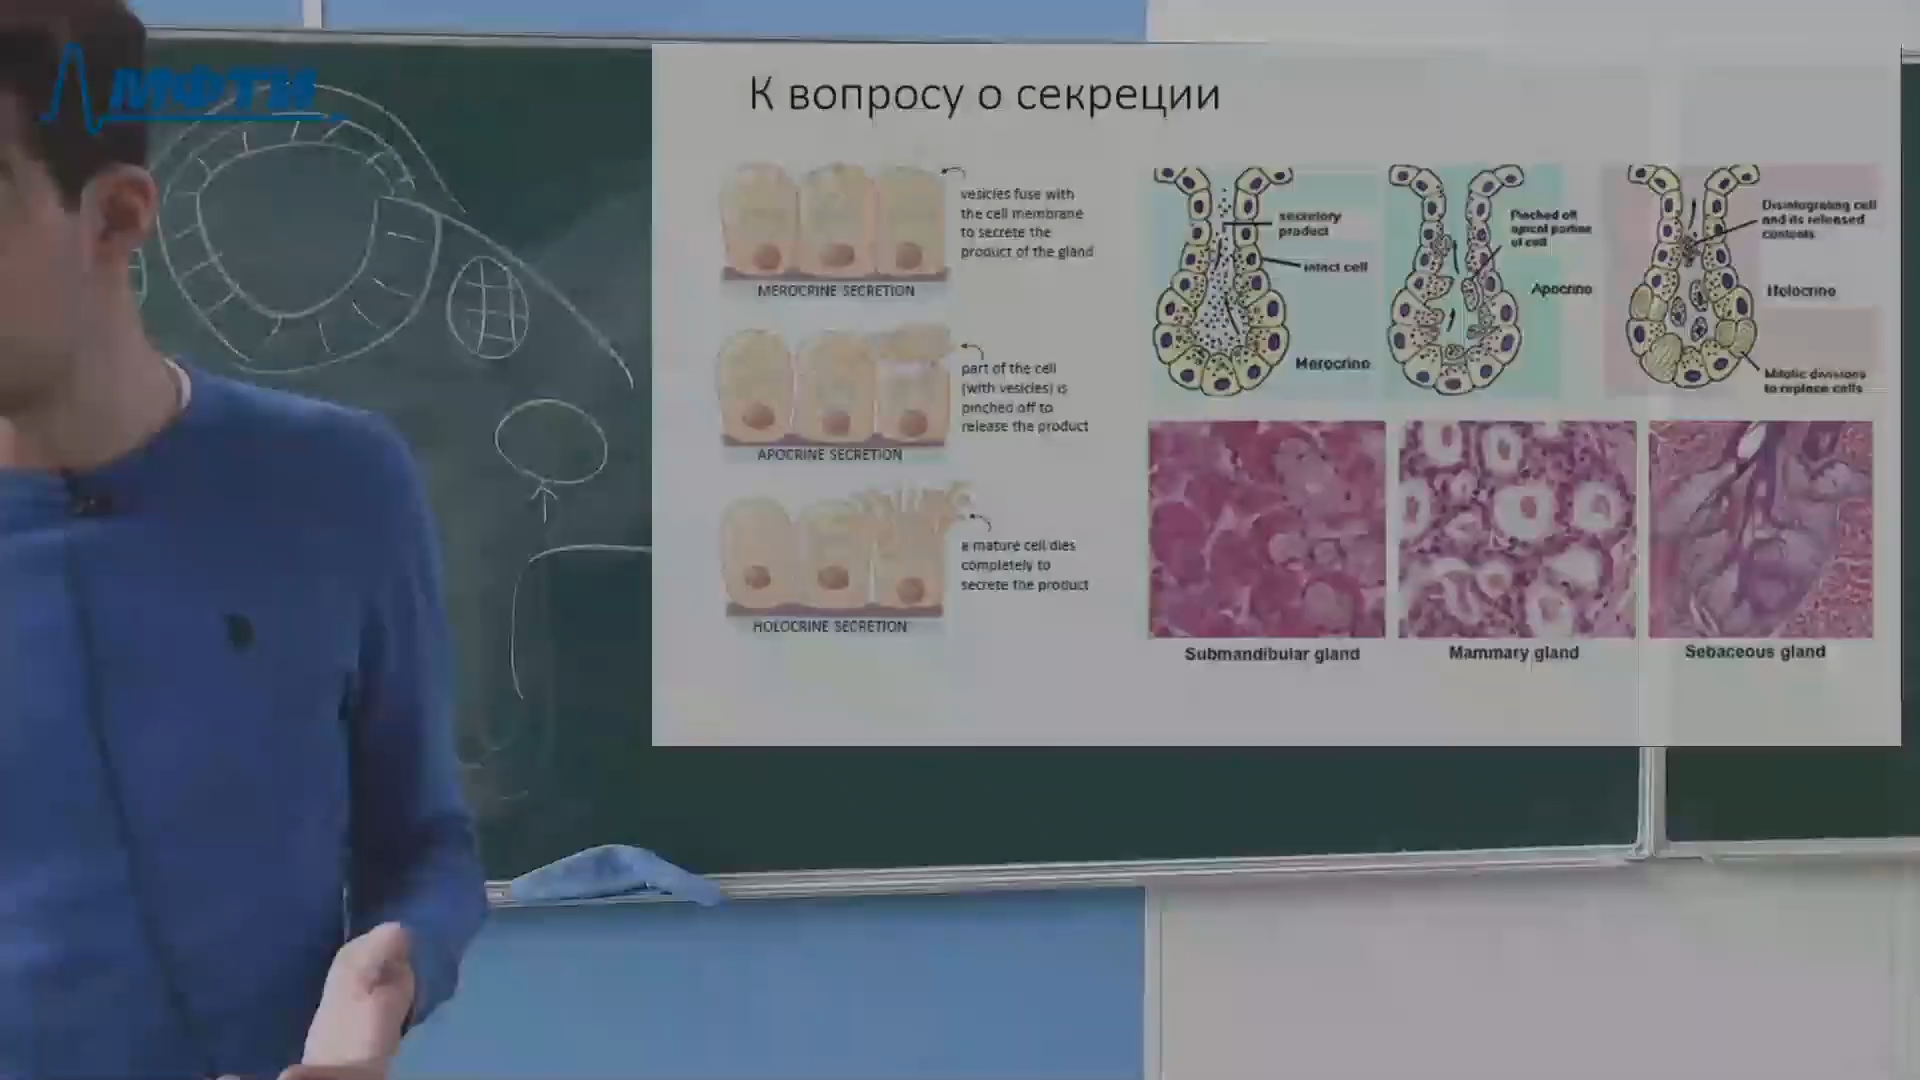 МФТИ
К вопросу о секреции
vesicles fuse with
the cell membrane
to secrete the
product of the gland
MEROCRINE SECRETION
part of the cell
(with vesicles) is
pinched off to
release the product
APOCRINE SECRETION
a mature cell dies
completely to
secrete the product
HOLOCRINE SECRETION
secretory
product
intact cell
Merocrine
Pinched off
apical portion
of cell
Apocrine
Disintegrating cell
and its released
contents
Holocrine
Mitotic divisions
to replace cells
Submandibular gland
Mammary gland
Sebaceous gland